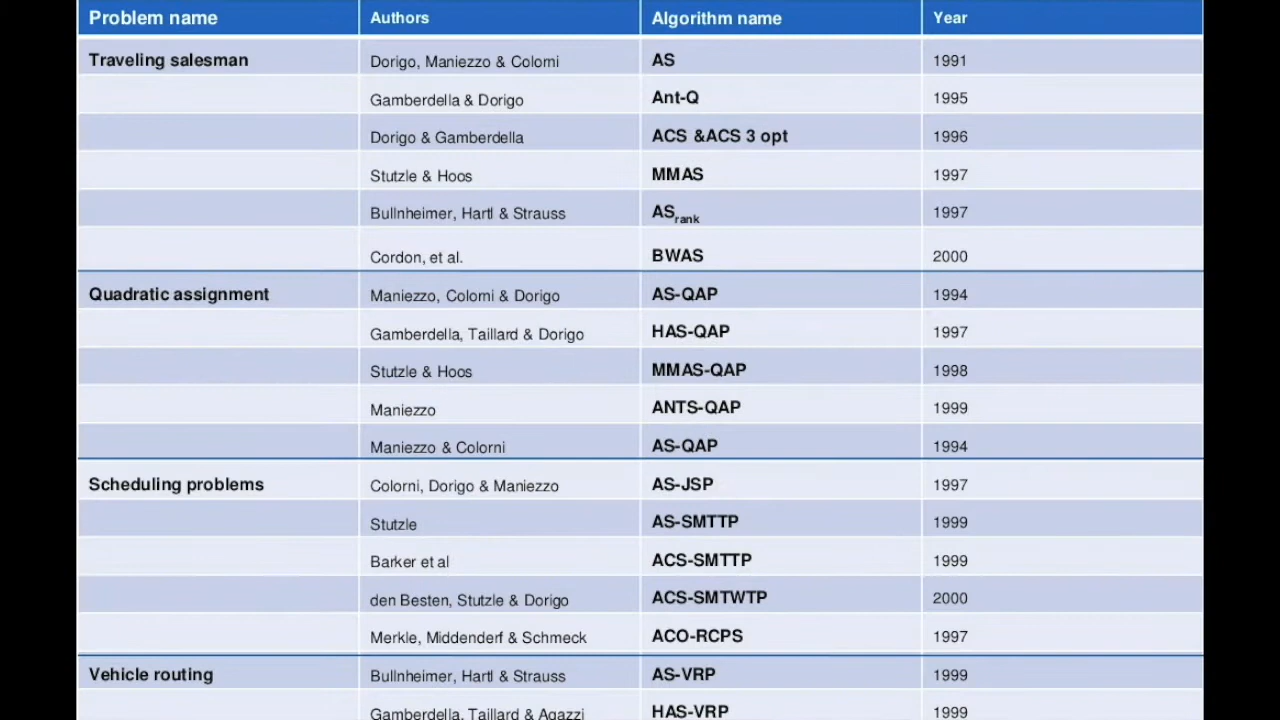 Problem name Authors Algorithm name Year
Traveling salesman Dorigo, Maniezzo & Colorni AS 1991
Gamberdella & Dorigo Ant-Q 1995
Dorigo & Gamberdella ACS &ACS 3 opt 1996
Stutzle & Hoos MMAS 1997
Bullnheimer, Hartl & Strauss ASrank 1997
Cordon, et al. BWAS 2000
Quadratic assignment Maniezzo, Colorni & Dorigo AS-QAP 1994
Gamberdella, Taillard & Dorigo HAS-QAP 1997
Stutzle & Hoos MMAS-QAP 1998
Maniezzo ANTS-QAP 1999
Maniezzo & Colorni AS-QAP 1994
Scheduling problems Colorni, Dorigo & Maniezzo AS-JSP 1997
Stutzle AS-SMTTP 1999
Barker et al ACS-SMTTP 1999
den Besten, Stutzle & Dorigo ACS-SMTWTP 2000
Merkle, Middenderf & Schmeck ACO-RCPS 1997
Vehicle routing Bullnheimer, Hartl & Strauss AS-VRP 1999
Gamberdella, Taillard & Agazzi HAS-VRP 1999